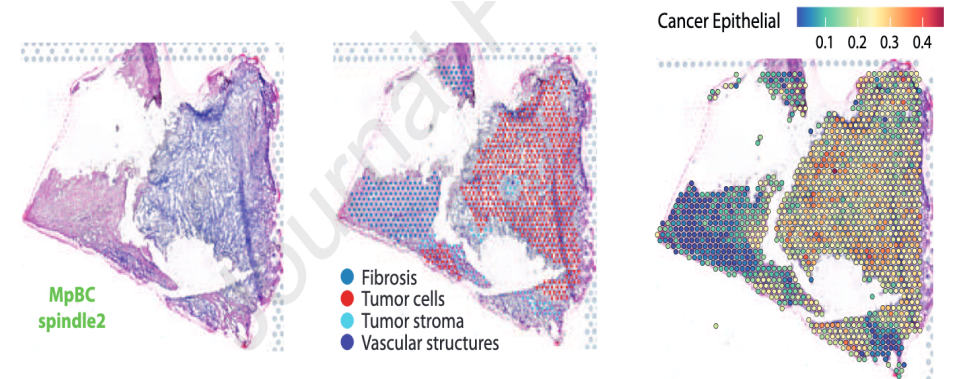 Cancer Epithelial
0.1 0.2 0.3 0.4
MpBC
spindle2
Fibrosis
Tumor cells
Tumor stroma
Vascular structures
Journal P